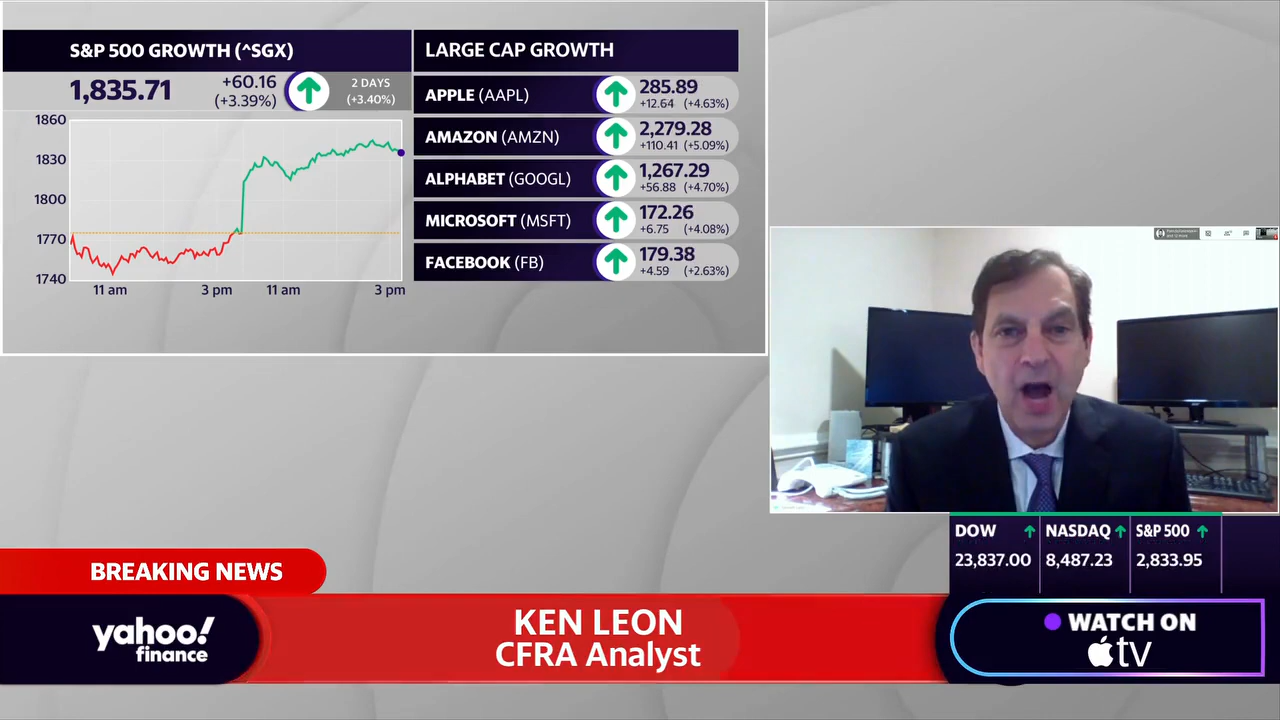 S&P 500 GROWTH (^SGX)
1,835.71
+60.16
(+3.39%)
2 DAYS
(+3.40%)
1860
1830
1800
1770
1740
11 am
3 pm
11 am
3 pm
LARGE CAP GROWTH
APPLE (AAPL)
285.89
+12.64 (+4.63%)
AMAZON (AMZN)
2,279.28
+110.41 (+5.09%)
ALPHABET (GOOGL)
1,267.29
+56.88 (+4.70%)
MICROSOFT (MSFT)
172.26
+6.75 (+4.08%)
FACEBOOK (FB)
179.38
+4.59 (+2.63%)
DOW
23,837.00
NASDAQ
8,487.23
S&P 500
2,833.95
BREAKING NEWS
yahoo!
finance
KEN LEON
CFRA Analyst
WATCH ON
tv